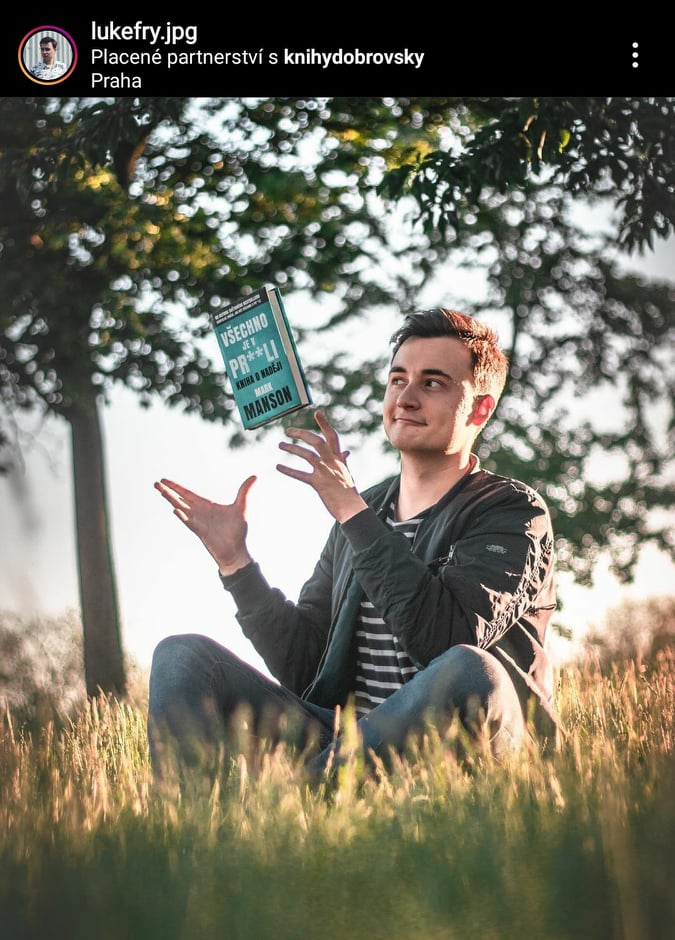 lukefry.jpg
Placené partnerství s knihydobrovsky
Praha
VŠECHNO
JE V
PR**LI
KNIHA O NADĚJI
MARK
MANSON